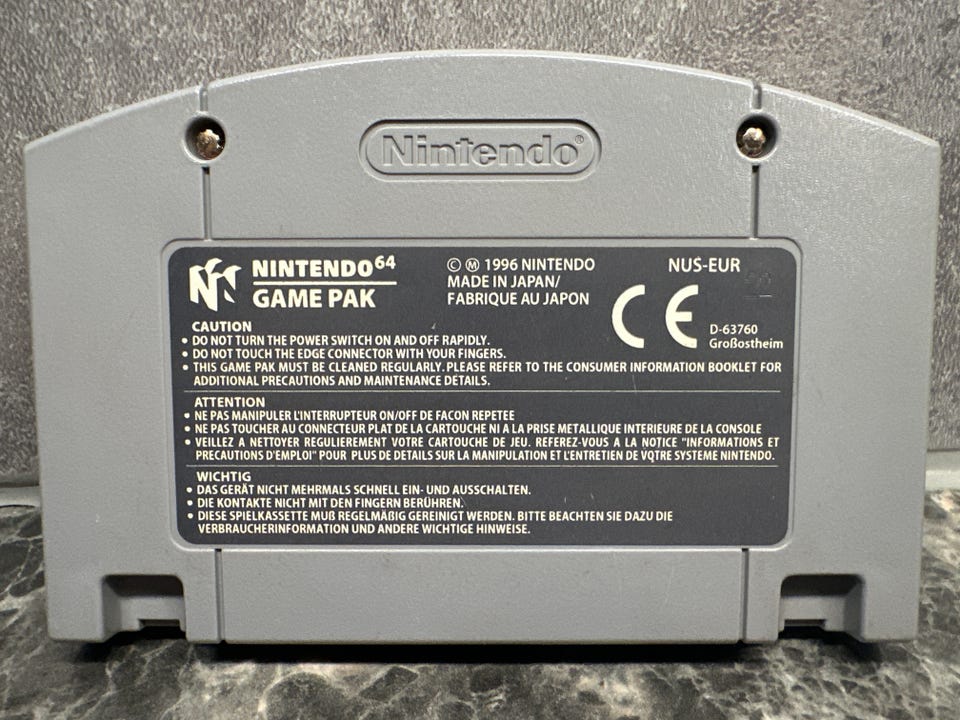 Nintendo®
NINTENDO 64
GAME PAK
© Ⓜ 1996 NINTENDO
MADE IN JAPAN/
FABRIQUE AU JAPON
NUS-EUR
CE
D-63760
Großostheim
CAUTION
• DO NOT TURN THE POWER SWITCH ON AND OFF RAPIDLY.
• DO NOT TOUCH THE EDGE CONNECTOR WITH YOUR FINGERS.
• THIS GAME PAK MUST BE CLEANED REGULARLY. PLEASE REFER TO THE CONSUMER INFORMATION BOOKLET FOR
ADDITIONAL PRECAUTIONS AND MAINTENANCE DETAILS.
ATTENTION
• NE PAS MANIPULER L'INTERRUPTEUR ON/OFF DE FACON REPETEE
• NE PAS TOUCHER AU CONNECTEUR PLAT DE LA CARTOUCHE NI A LA PRISE METALLIQUE INTERIEURE DE LA CONSOLE
• VEILLEZ A NETTOYER REGULIEREMENT VOTRE CARTOUCHE DE JEU. REFEREZ-VOUS A LA NOTICE "INFORMATIONS ET
PRECAUTIONS D'EMPLOI" POUR PLUS DE DETAILS SUR LA MANIPULATION ET L'ENTRETIEN DE VOTRE SYSTEME NINTENDO.
WICHTIG
• DAS GERÄT NICHT MEHRMALS SCHNELL EIN- UND AUSSCHALTEN.
• DIE KONTAKTE NICHT MIT DEN FINGERN BERÜHREN.
• DIESE SPIELKASSETTE MUß REGELMÄßIG GEREINIGT WERDEN. BITTE BEACHTEN SIE DAZU DIE
VERBRAUCHERINFORMATION UND ANDERE WICHTIGE HINWEISE.